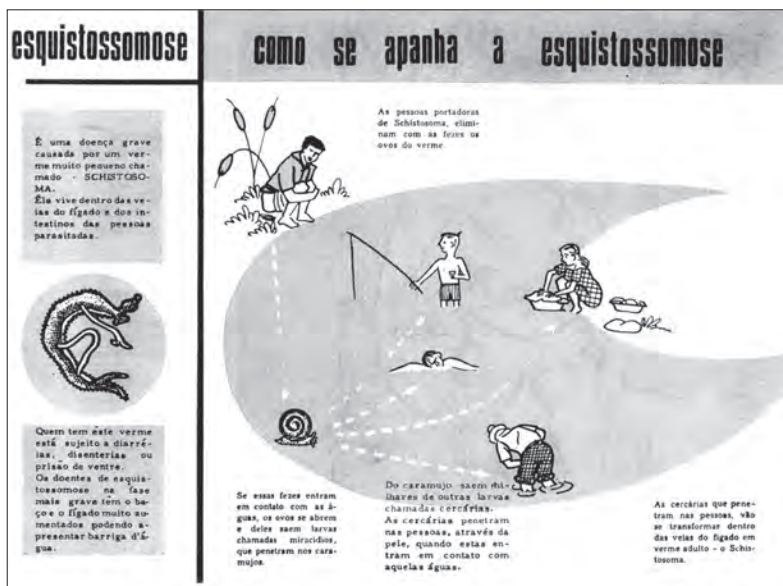 esquistossomose
É uma doença grave
causada por um ver-
me muito pequeno cha-
mado - SCHISTOSO-
MA.
Êle vive dentro das ve-
ias do fígado e dos in-
testinos das pessoas
parasitadas.
Quem tem êste verme
está sujeito a diarré-
ias, disenterias ou
prisão de ventre.
Os doentes de esquis-
tossomose na fase
mais grave têm o ba-
ço e o fígado muito au-
mentados podendo a-
presentar barriga d'á-
gua.
como se apanha a esquistossomose
As pessoas portadoras
de Schistosoma, elimi-
nam com as fezes os
ovos do verme.
Se essas fezes entram
em contato com as á-
guas, os ovos se abrem
e deles saem larvas
chamadas miracídios,
que penetram nos cara-
mujos.
Do caramujo saem mi-
lhares de outras larvas
chamadas cercárias.
As cercárias penetram
nas pessoas, através da
pele, quando estas en-
tram em contato com
aquelas águas.
As cercárias que pene-
tram nas pessoas, vão
se transformar dentro
das veias do fígado em
verme adulto - o Schis-
tosoma.